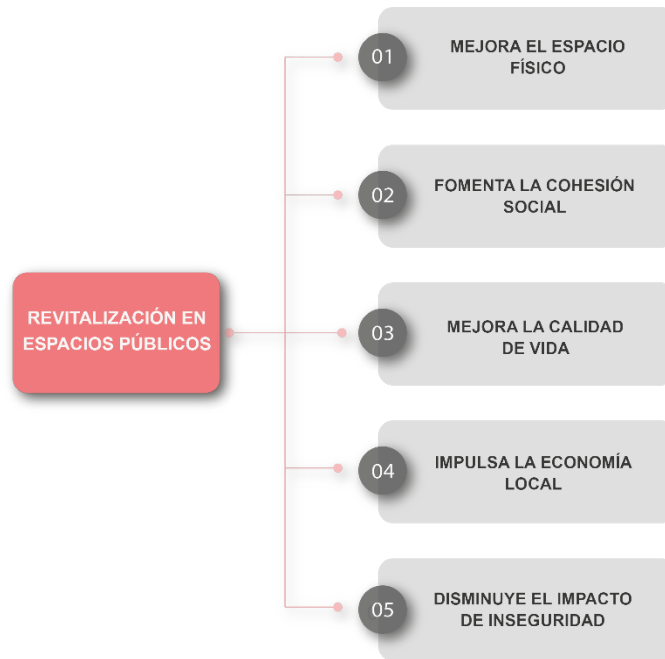 REVITALIZACIÓN EN
ESPACIOS PÚBLICOS
01
MEJORA EL ESPACIO
FÍSICO
02
FOMENTA LA COHESIÓN
SOCIAL
03
MEJORA LA CALIDAD
DE VIDA
04
IMPULSA LA ECONOMÍA
LOCAL
05
DISMINUYE EL IMPACTO
DE INSEGURIDAD